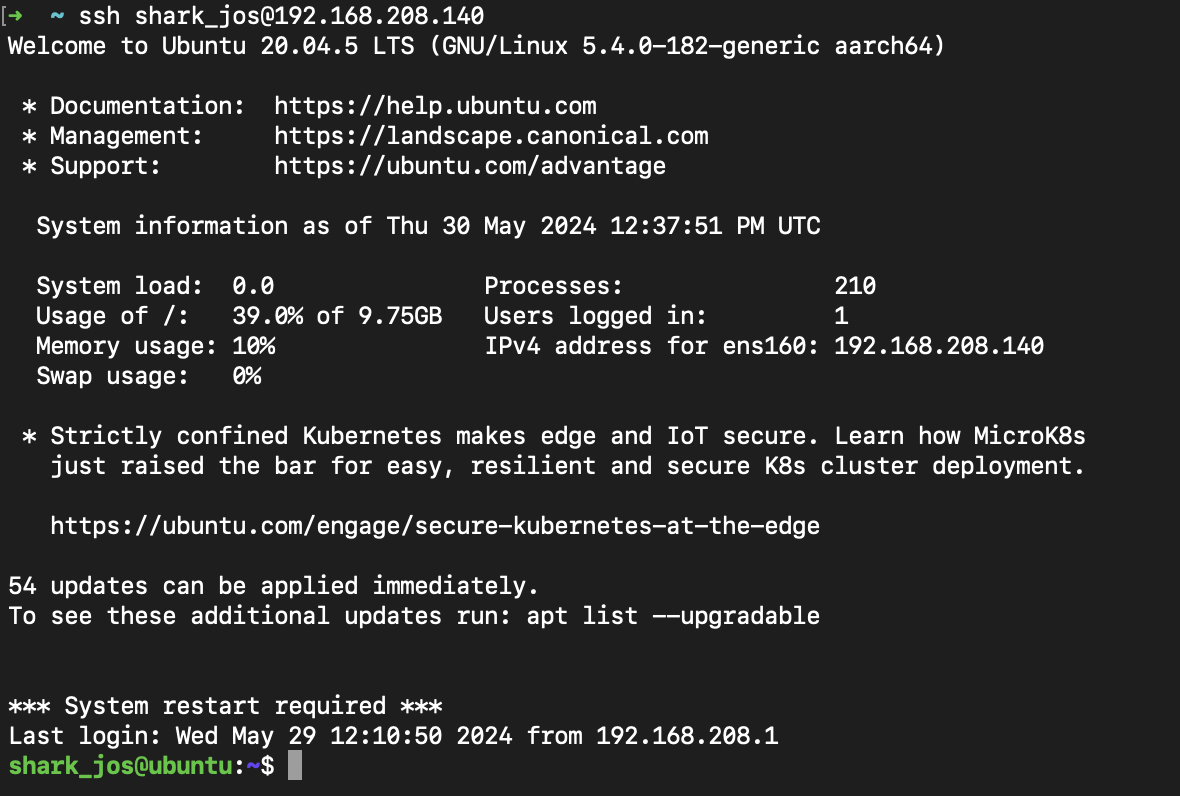 [➜  ~ ssh shark_jos@192.168.208.140
Welcome to Ubuntu 20.04.5 LTS (GNU/Linux 5.4.0-182-generic aarch64)

 * Documentation:  https://help.ubuntu.com
 * Management:     https://landscape.canonical.com
 * Support:        https://ubuntu.com/advantage

  System information as of Thu 30 May 2024 12:37:51 PM UTC

  System load:  0.0               Processes:               210
  Usage of /:   39.0% of 9.75GB   Users logged in:         1
  Memory usage: 10%               IPv4 address for ens160: 192.168.208.140
  Swap usage:   0%

 * Strictly confined Kubernetes makes edge and IoT secure. Learn how MicroK8s
   just raised the bar for easy, resilient and secure K8s cluster deployment.

   https://ubuntu.com/engage/secure-kubernetes-at-the-edge

54 updates can be applied immediately.
To see these additional updates run: apt list --upgradable


*** System restart required ***
Last login: Wed May 29 12:10:50 2024 from 192.168.208.1
shark_jos@ubuntu:~$